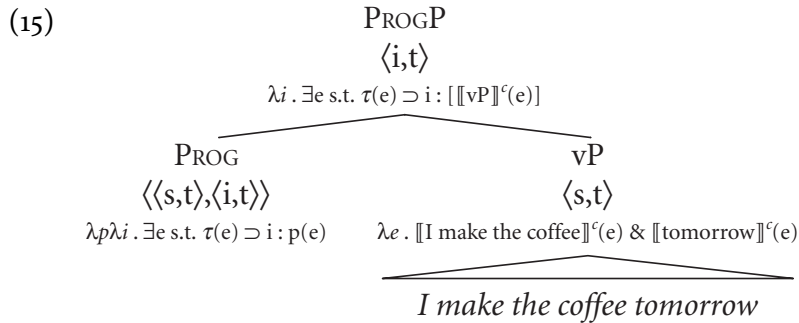 (15)
PROGP
⟨i,t⟩
λi . ∃e s.t. τ(e) ⊃ i : [⟦vP⟧ᶜ(e)]
PROG vP
⟨⟨s,t⟩,⟨i,t⟩⟩ ⟨s,t⟩
λpλi . ∃e s.t. τ(e) ⊃ i : p(e) λe . ⟦I make the coffee⟧ᶜ(e) & ⟦tomorrow⟧ᶜ(e)
I make the coffee tomorrow